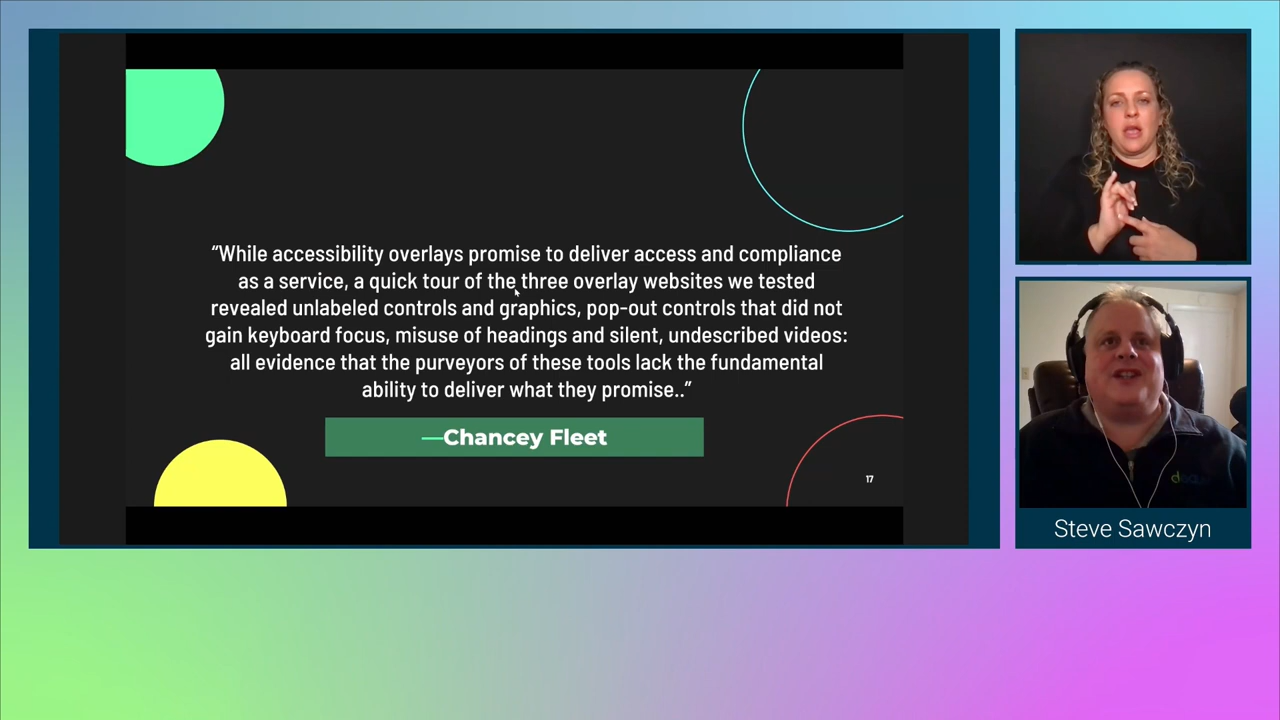 “While accessibility overlays promise to deliver access and compliance
as a service, a quick tour of the three overlay websites we tested
revealed unlabeled controls and graphics, pop-out controls that did not
gain keyboard focus, misuse of headings and silent, undescribed videos:
all evidence that the purveyors of these tools lack the fundamental
ability to deliver what they promise..”
—Chancey Fleet
17
Steve Sawczyn